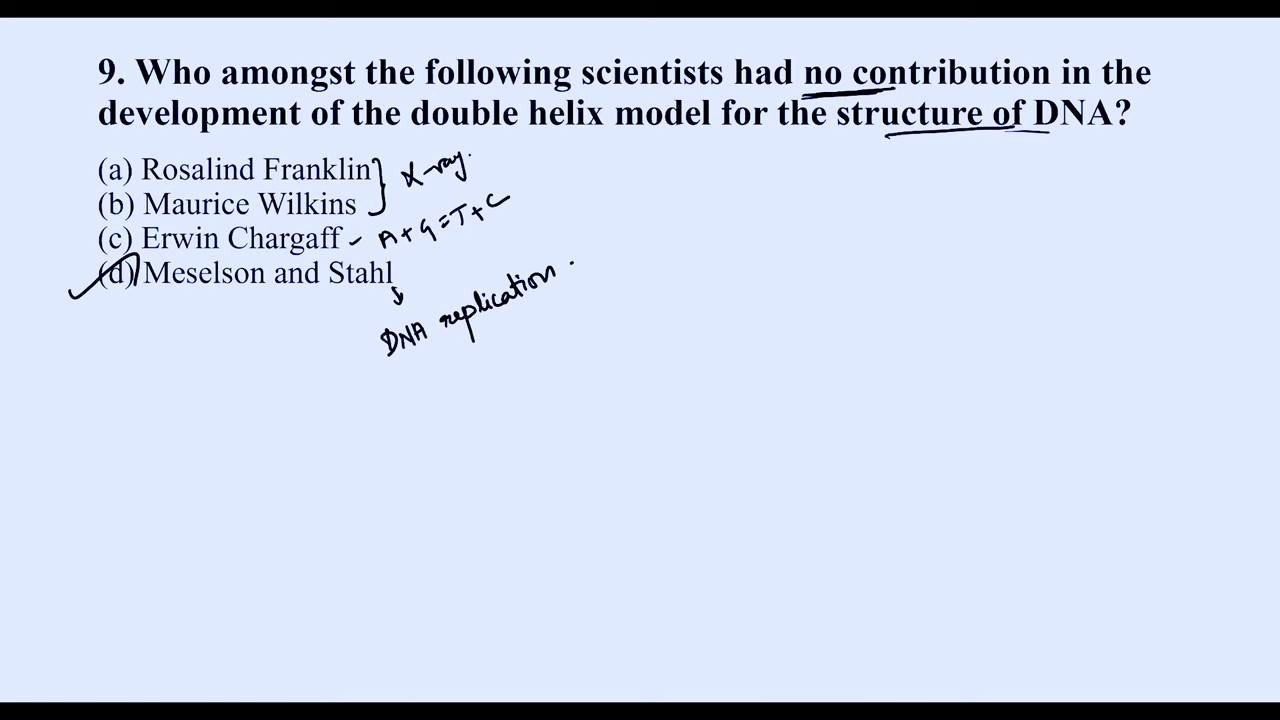 9. Who amongst the following scientists had no contribution in the
development of the double helix model for the structure of DNA?
(a) Rosalind Franklin
(b) Maurice Wilkins
X-ray.
(c) Erwin Chargaff
A+G=T+C
(d) Meselson and Stahl
DNA replication.